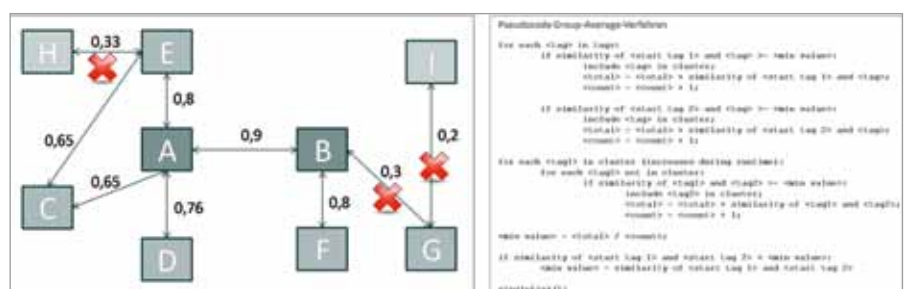 H 0,33 E I
0,8
0,65 0,9 0,2
A B 0,3
0,65
C 0,76 0,8
D F G
Pseudocode Group-Average-Verfahren
for each <tag> in tags:
if similarity of <start tag 1> and <tag> >= <min value>:
include <tag> in cluster;
<total> = <total> + similarity of <start tag 1> and <tag>;
<count> = <count> + 1;
if similarity of <start tag 2> and <tag> >= <min value>:
include <tag> in cluster;
<total> = <total> + similarity of <start tag 2> and <tag>;
<count> = <count> + 1;
for each <tag1> in cluster (increases during runtime):
for each <tag2> not in cluster:
if similarity of <tag1> and <tag2> >= <min value>:
include <tag2> in cluster;
<total> = <total> + similarity of <tag1> and <tag2>;
<count> = <count> + 1;
<min value> = <total> / <count>;
if similarity of <start tag 1> and <start tag 2> < <min value>:
<min value> = similarity of <start tag 1> and <start tag 2>